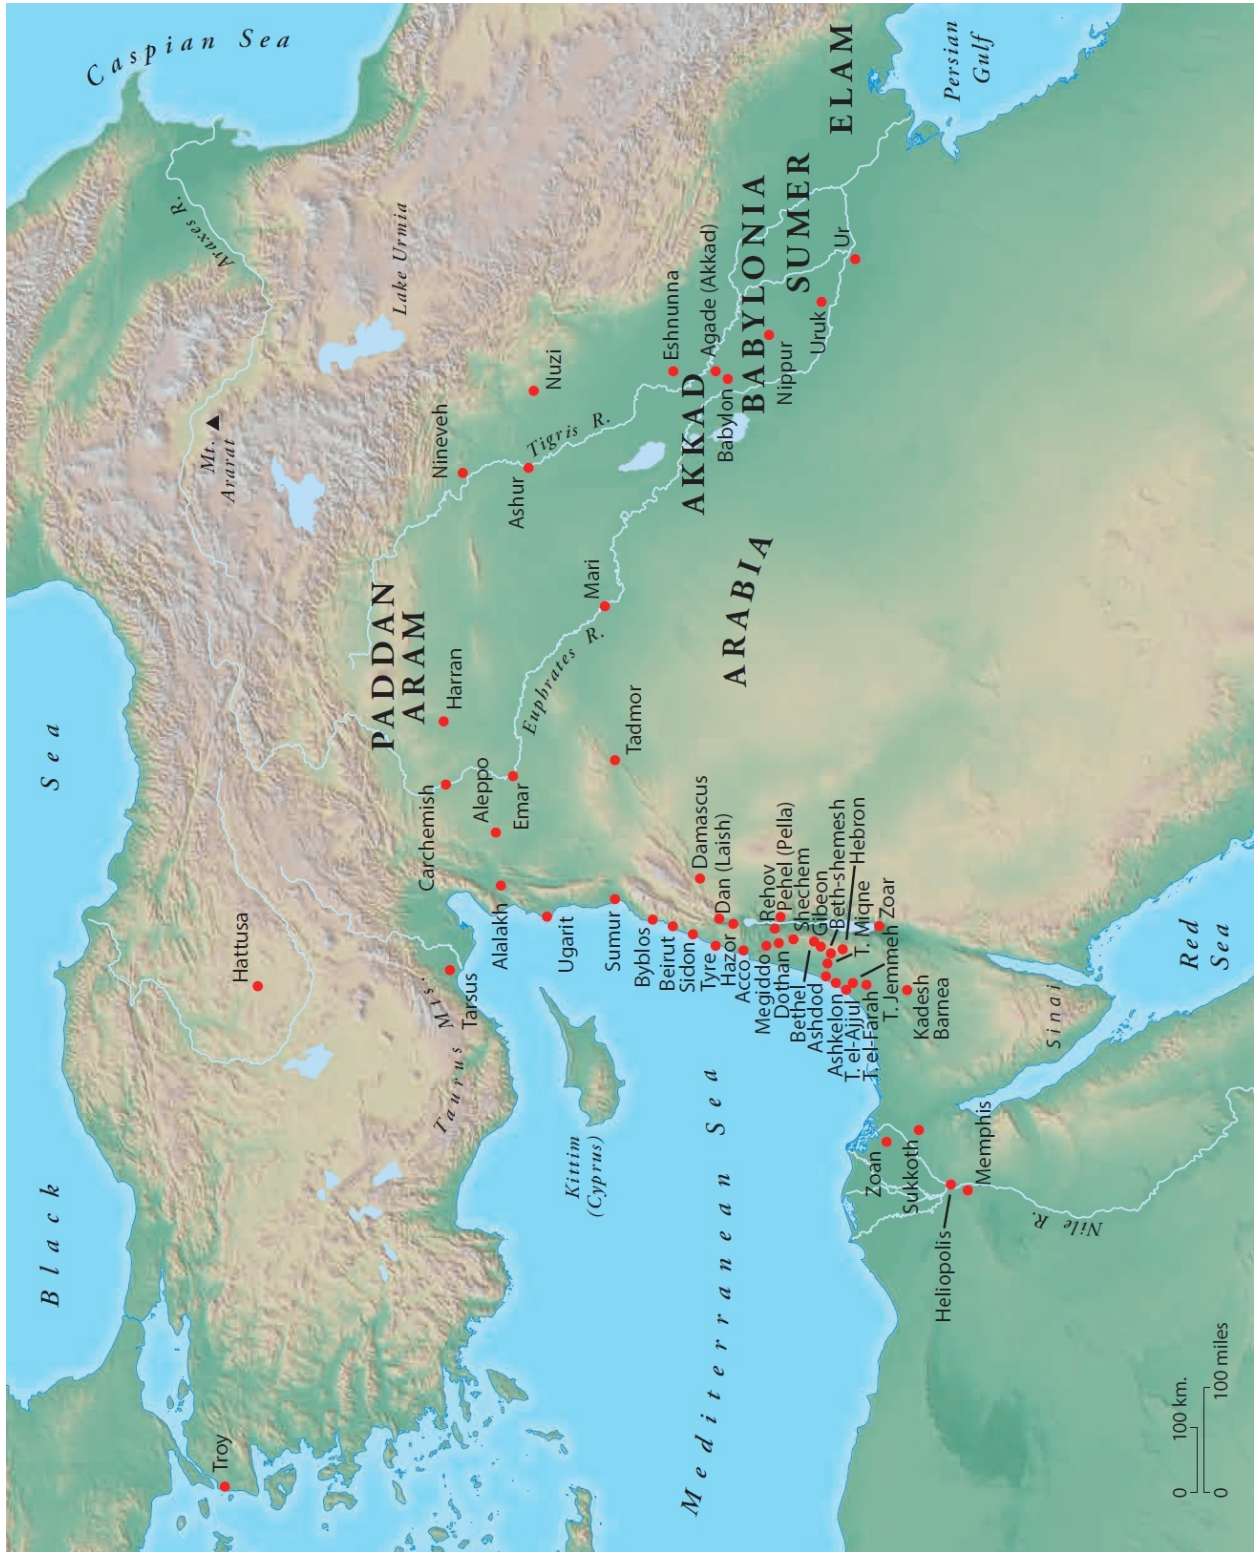 Black
Sea
Caspian Sea
Araxes R.
Mt.
Ararat
Lake Urmia
Troy
Hattusa
Taurus Mts.
Tarsus
PADDAN
ARAM
Carchemish
Harran
Nineveh
Nuzi
Aleppo
Alalakh
Emar
Ashur
Tigris R.
Ugarit
Euphrates R.
Mari
Kittim
(Cyprus)
Sumur
Tadmor
Eshnunna
Byblos
Beirut
Sidon
Tyre
Damascus
Dan (Laish)
Hazor
Acco
AKKAD
Agade (Akkad)
Babylon
BABYLONIA
SUMER
ELAM
ARABIA
Nippur
Uruk
Ur
Persian
Gulf
Mediterranean Sea
Megiddo
Rehov
Pehel (Pella)
Dothan
Shechem
Bethel
Gibeon
Ashdod
Beth-shemesh
Hebron
Ashkelon
T. Miqne
T. el-Ajjul
T. el-Farah
T. Jemmeh
Zoar
Kadesh
Barnea
Zoan
Sukkoth
Heliopolis
Memphis
Nile R.
Sinai
Red
Sea
0 100 km.
0 100 miles